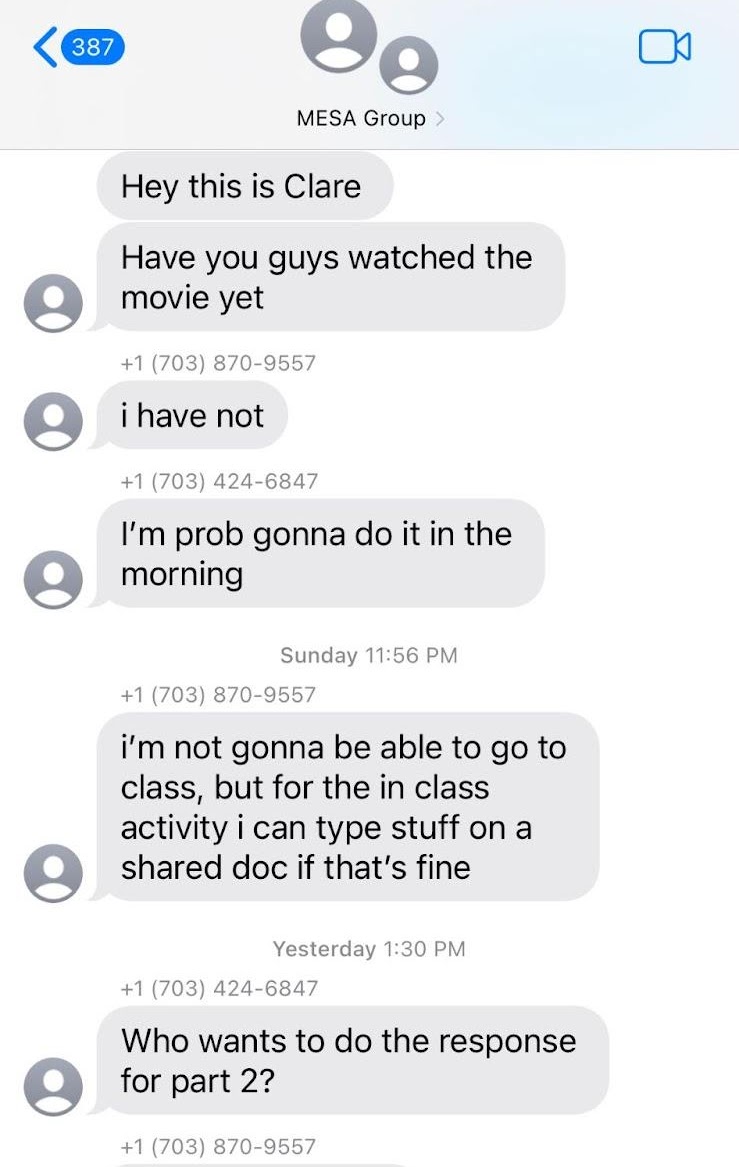 387
MESA Group
Hey this is Clare
Have you guys watched the
movie yet
+1 (703) 870-9557
i have not
+1 (703) 424-6847
I'm prob gonna do it in the
morning
Sunday 11:56 PM
+1 (703) 870-9557
i'm not gonna be able to go to
class, but for the in class
activity i can type stuff on a
shared doc if that's fine
Yesterday 1:30 PM
+1 (703) 424-6847
Who wants to do the response
for part 2?
+1 (703) 870-9557